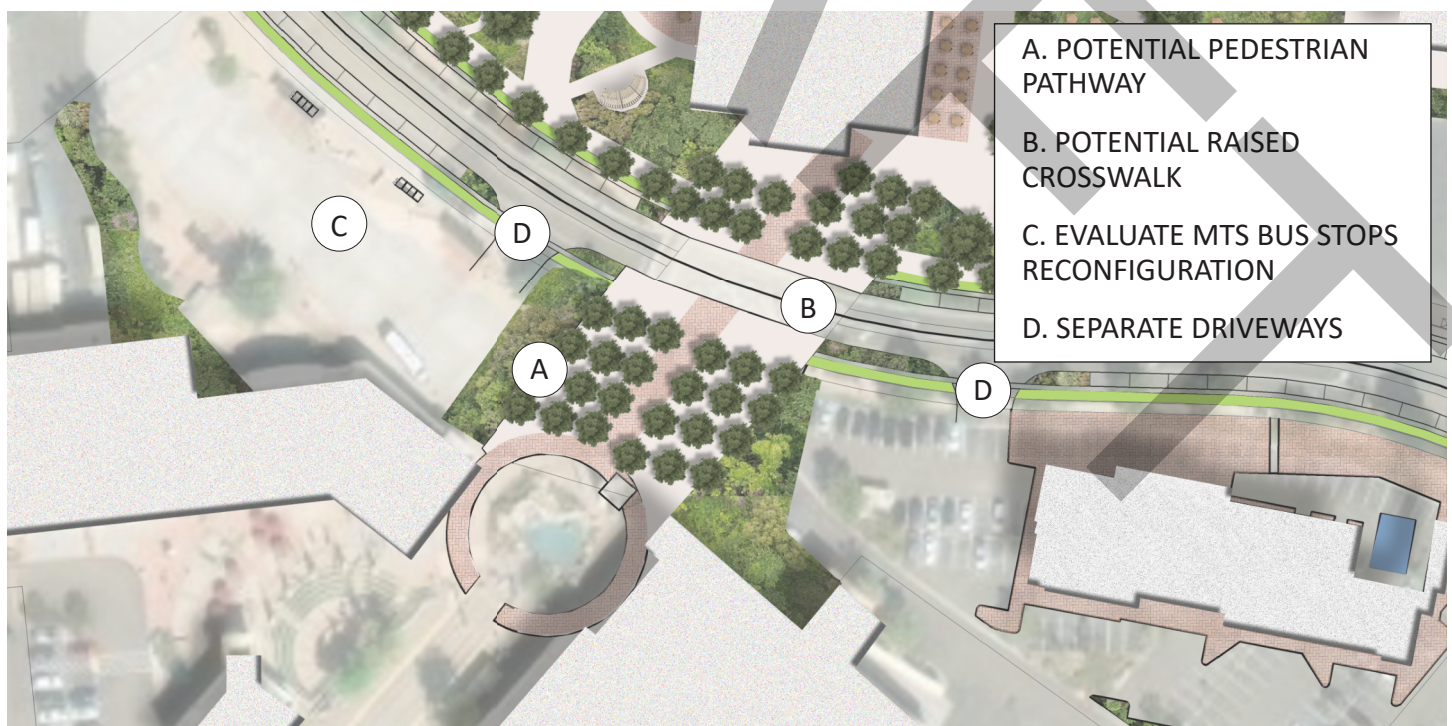 A. POTENTIAL PEDESTRIAN
PATHWAY
B. POTENTIAL RAISED
CROSSWALK
C. EVALUATE MTS BUS STOPS
RECONFIGURATION
D. SEPARATE DRIVEWAYS
C
D
B
A
D